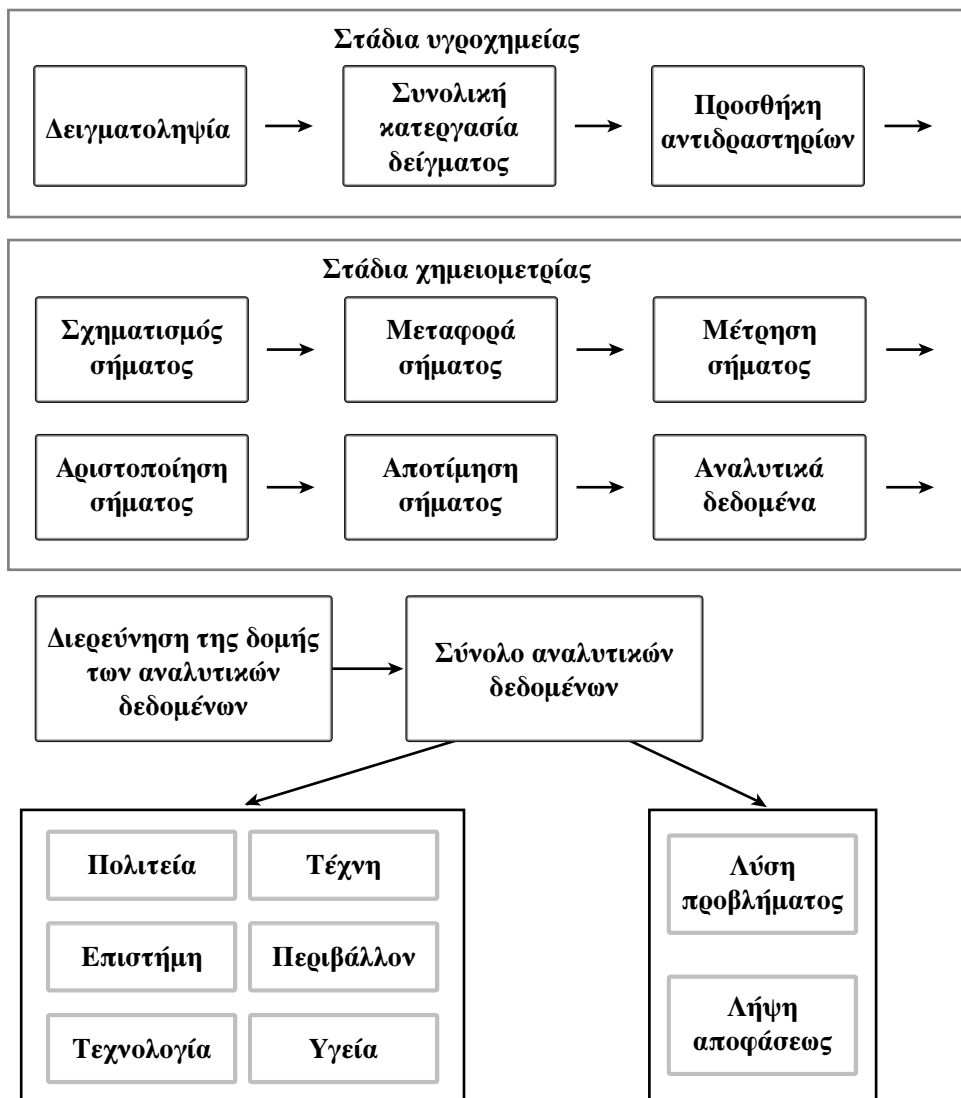 Στάδια υγροχημείας
Δειγματοληψία
Συνολική
κατεργασία
δείγματος
Προσθήκη
αντιδραστηρίων
Στάδια χημειομετρίας
Σχηματισμός
σήματος
Μεταφορά
σήματος
Μέτρηση
σήματος
Αριστοποίηση
σήματος
Αποτίμηση
σήματος
Αναλυτικά
δεδομένα
Διερεύνηση της δομής
των αναλυτικών
δεδομένων
Σύνολο αναλυτικών
δεδομένων
Πολιτεία
Τέχνη
Επιστήμη
Περιβάλλον
Τεχνολογία
Υγεία
Λύση
προβλήματος
Λήψη
αποφάσεως